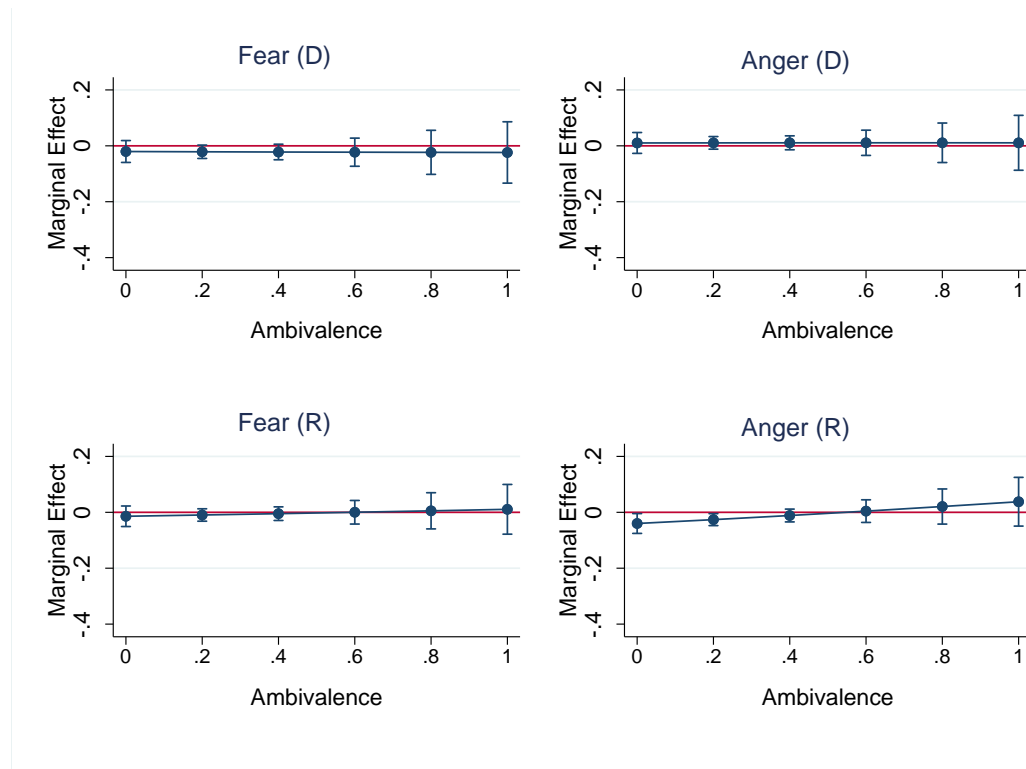 Fear (D)
Marginal Effect
.2
0
-.2
-.4
0 .2 .4 .6 .8 1
Ambivalence
Anger (D)
Marginal Effect
.2
0
-.2
-.4
0 .2 .4 .6 .8 1
Ambivalence
Fear (R)
Marginal Effect
.2
0
-.2
-.4
0 .2 .4 .6 .8 1
Ambivalence
Anger (R)
Marginal Effect
.2
0
-.2
-.4
0 .2 .4 .6 .8 1
Ambivalence